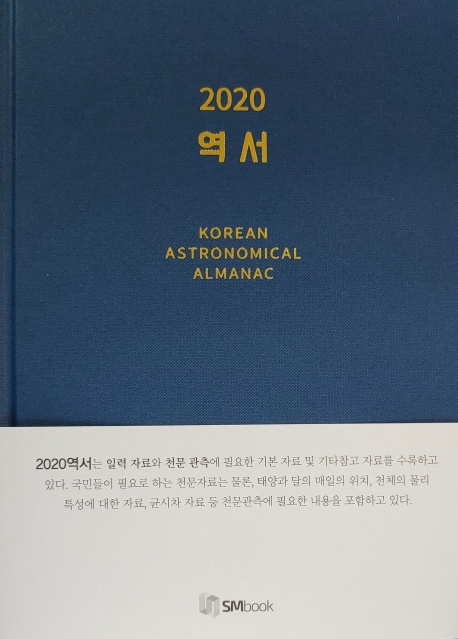 2020
역서
KOREAN
ASTRONOMICAL
ALMANAC
2020역서는 일력 자료와 천문 관측에 필요한 기본 자료 및 기타참고 자료를 수록하고
있다. 국민들이 필요로 하는 천문자료는 물론, 태양과 달의 매일의 위치, 천체의 물리
특성에 대한 자료, 균시차 자료 등 천문관측에 필요한 내용을 포함하고 있다.
SMbook